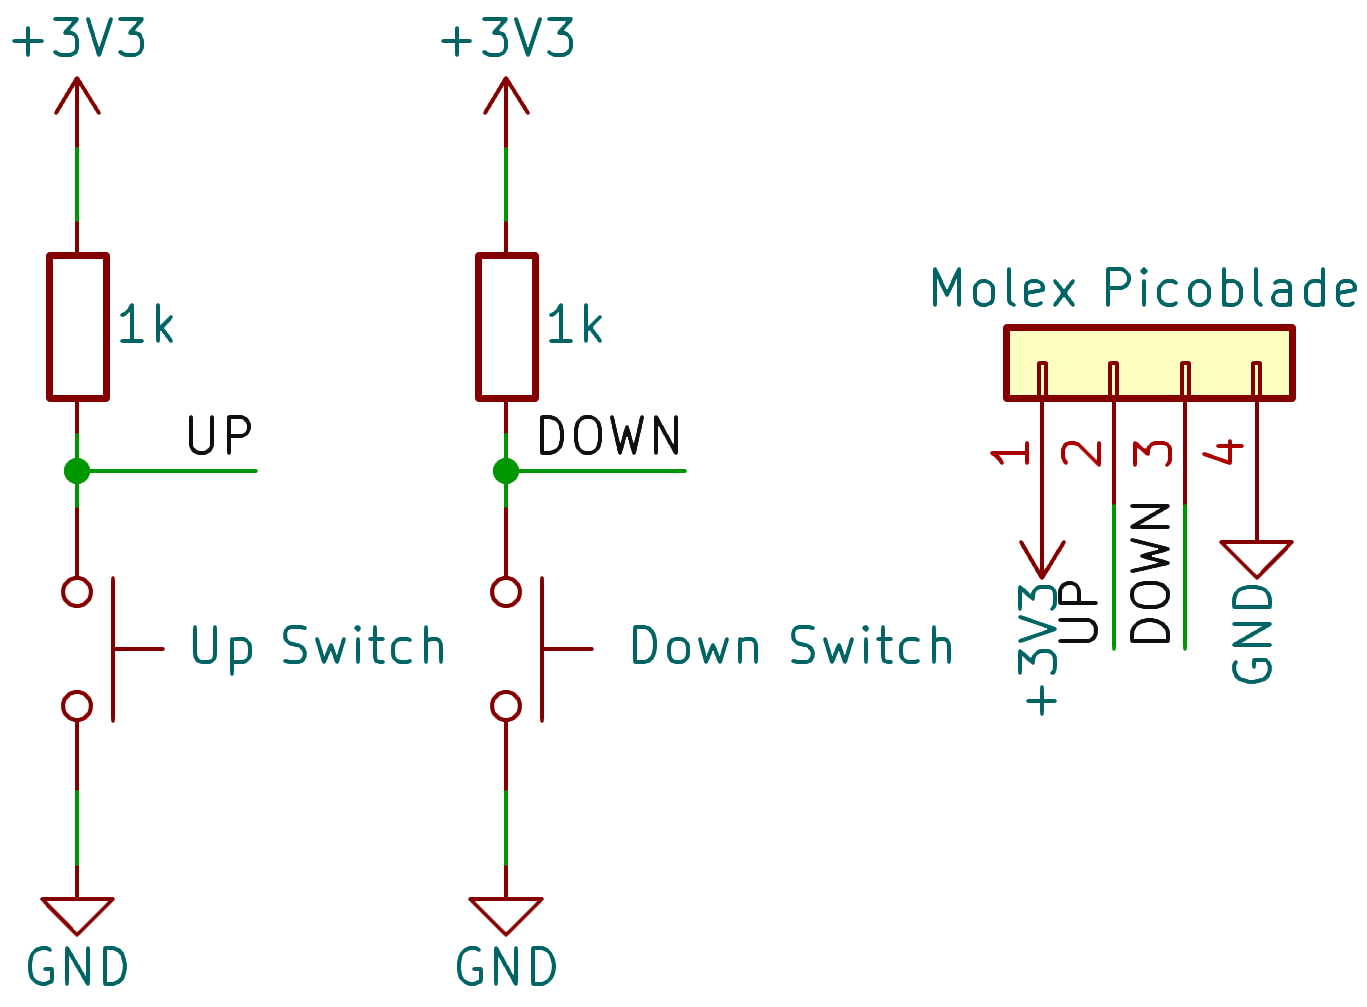 +3V3
1k
UP
Up Switch
GND
+3V3
1k
DOWN
Down Switch
GND
Molex Picoblade
1
2
3
4
+3V3
UP
DOWN
GND